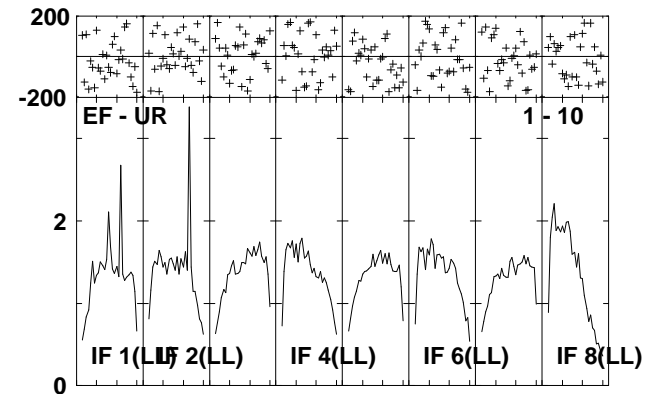 200
-200
EF - UR 1 - 10
2
IF 1(LL) IF 2(LL) IF 4(LL) IF 6(LL) IF 8(LL)
0